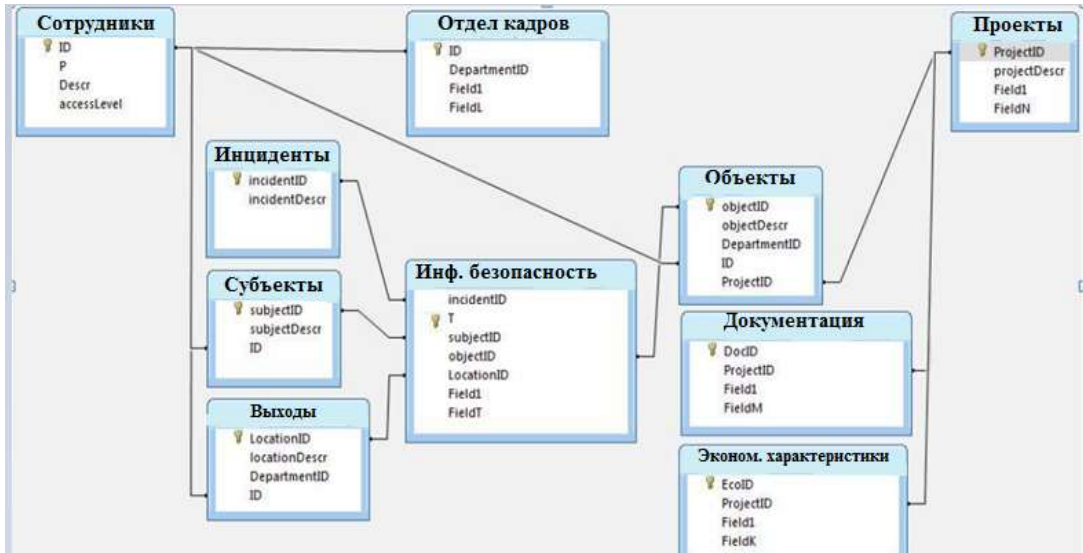 Сотрудники
ID
P
Descr
accessLevel
Отдел кадров
ID
DepartmentID
Field1
FieldL
Проекты
ProjectID
projectDescr
Field1
FieldN
Инциденты
incidentID
incidentDescr
Субъекты
subjectID
subjectDescr
ID
Выходы
LocationID
locationDescr
DepartmentID
ID
Инф. безопасность
incidentID
T
subjectID
objectID
LocationID
Field1
FieldT
Объекты
objectID
objectDescr
DepartmentID
ID
ProjectID
Документация
DocID
ProjectID
Field1
FieldM
Эконом. характеристики
EcoID
ProjectID
Field1
FieldK